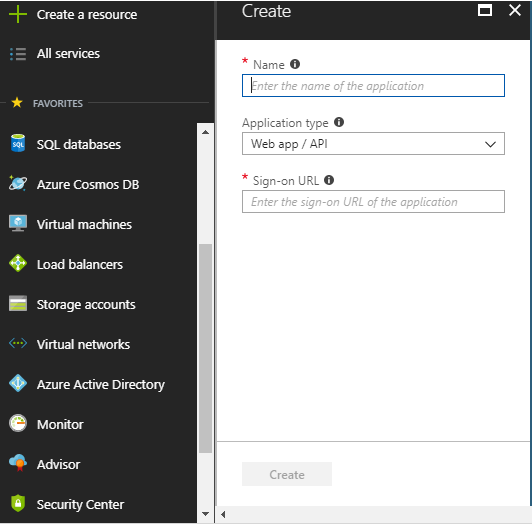 Create a resource
All services
FAVORITES
SQL databases
Azure Cosmos DB
Virtual machines
Load balancers
Storage accounts
Virtual networks
Azure Active Directory
Monitor
Advisor
Security Center
Create
* Name
Enter the name of the application
Application type
Web app / API
* Sign-on URL
Enter the sign-on URL of the application
Create